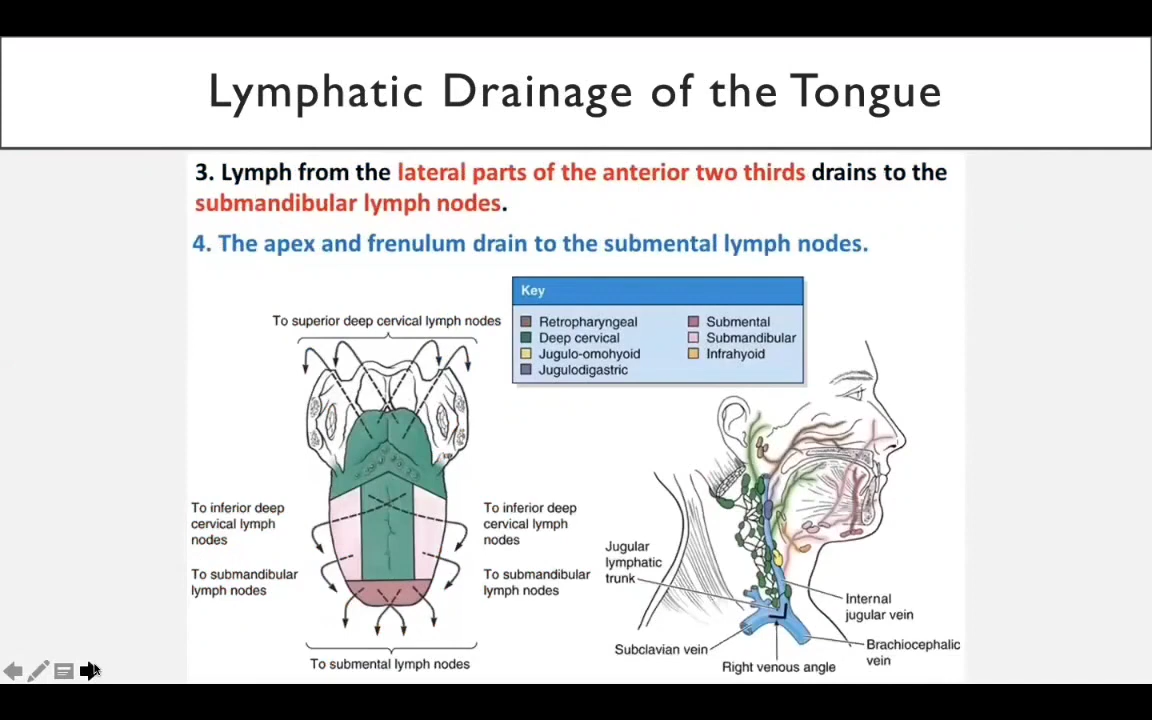 Lymphatic Drainage of the Tongue
3. Lymph from the lateral parts of the anterior two thirds drains to the
submandibular lymph nodes.
4. The apex and frenulum drain to the submental lymph nodes.
Key
Retropharyngeal
Deep cervical
Jugulo-omohyoid
Jugulodigastric
Submental
Submandibular
Infrahyoid
To superior deep cervical lymph nodes
To inferior deep
cervical lymph
nodes
To submandibular
lymph nodes
To inferior deep
cervical lymph
nodes
To submandibular
lymph nodes
To submental lymph nodes
Jugular
lymphatic
trunk
Subclavian vein
Right venous angle
Internal
jugular vein
Brachiocephalic
vein